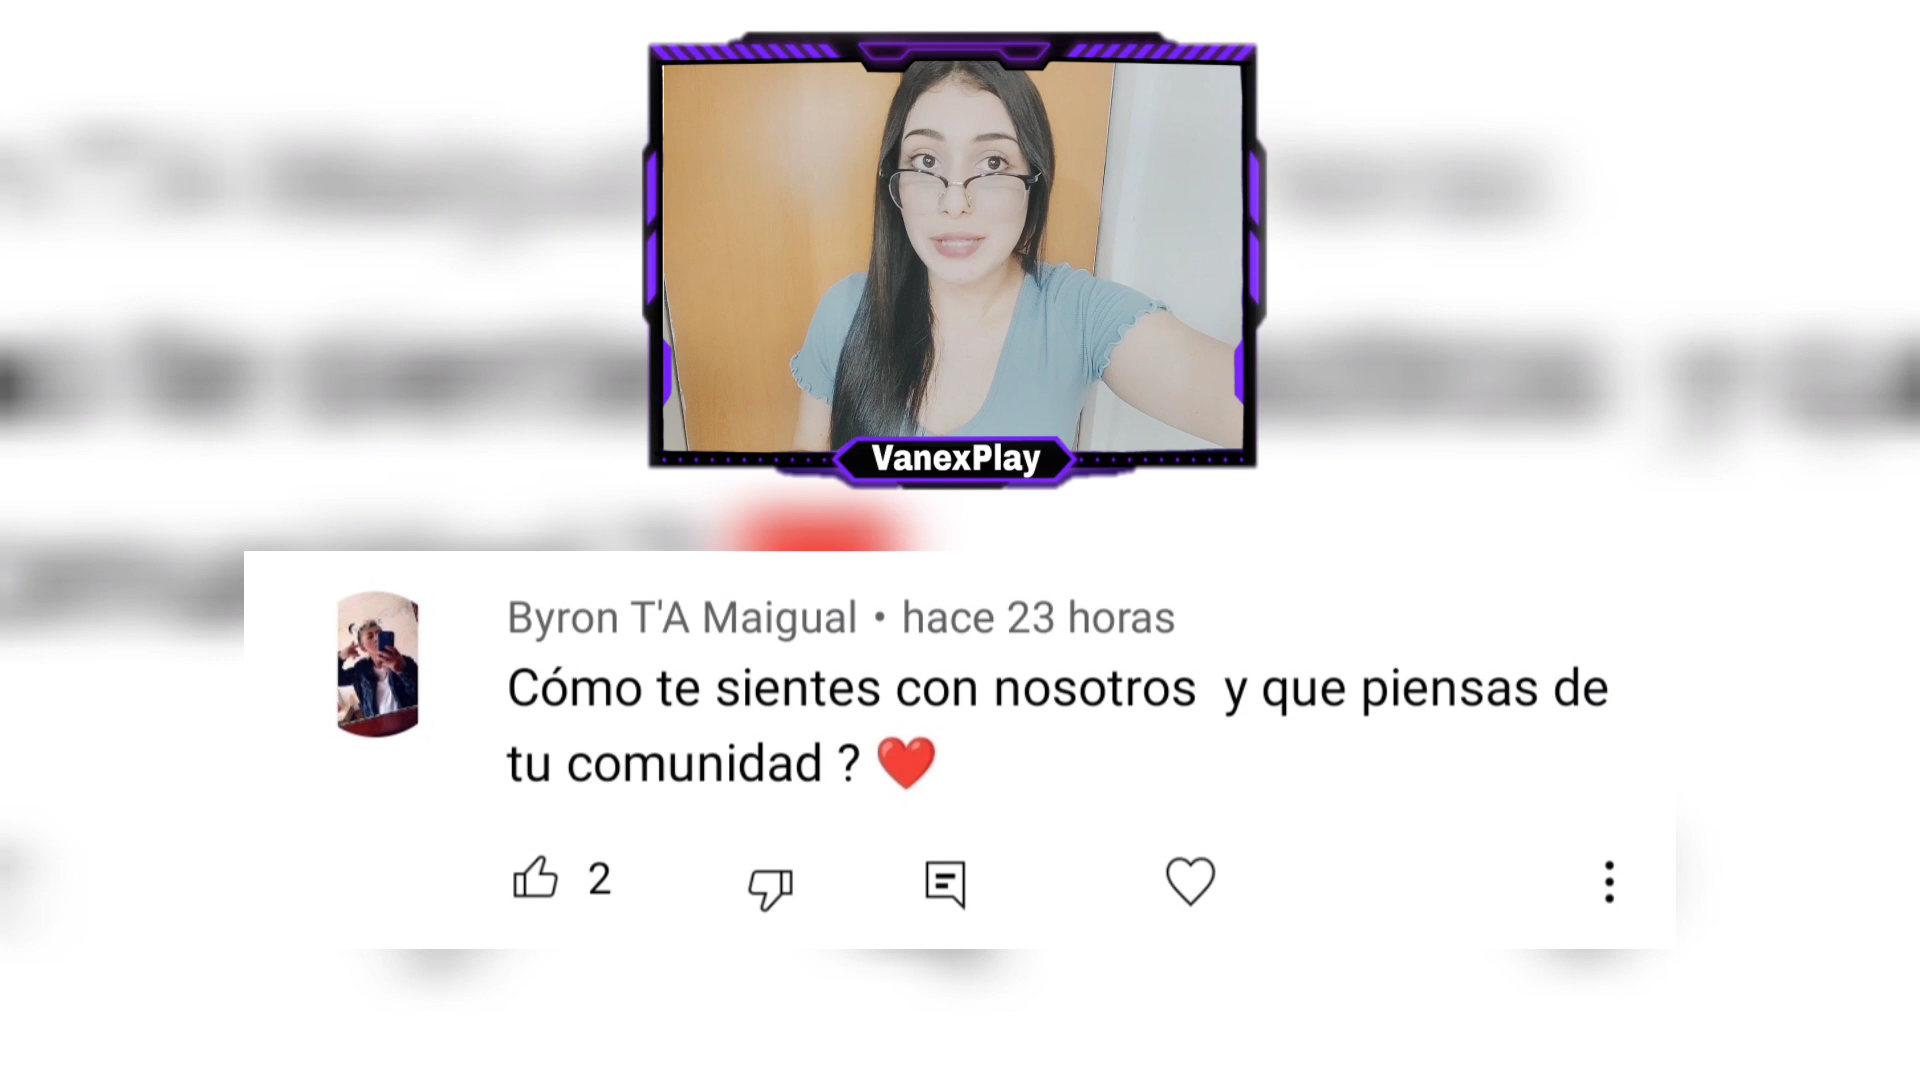 VanexPlay
Byron T'A Maigual • hace 23 horas
Cómo te sientes con nosotros  y que piensas de
tu comunidad ? ❤️
2